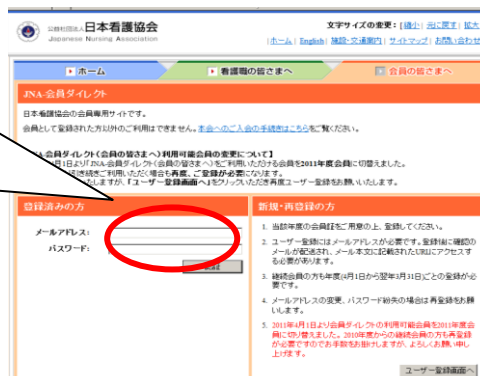 公益社団法人 日本看護協会
Japanese Nursing Association
文字サイズの変更：[縮小| 元に戻す| 拡大
|ホーム| English| 施設・交通案内| サイトマップ| お問い合わせ
ホーム
看護職の皆さまへ
会員の皆さまへ
JNA-会員ダイレクト
日本看護協会の会員専用サイトです。
会員として登録された方以外のご利用はできません。本会へのご入会の手続きはこちらをご覧ください。
会員ダイレクト(会員の皆さまへ)利用可能会員の変更について】
月1日より「JNA-会員ダイレクト(会員の皆さまへ)をご利用いただける会員を2011年度会員に切替えました。
引き続きご利用いただく場合も再度、ご登録が必要になります。
いたしますが、「ユーザー登録画面へ」をクリックいただき再度ユーザー登録をお願いいたします。
登録済みの方
メールアドレス:
パスワード:
新規・再登録の方
1. 当該年度の会員証をご用意の上、登録してください。
2. ユーザー登録にはメールアドレスが必要です。登録後に確認の
メールが配送され、メール本文に記載されたURLにアクセスす
る必要があります。
3. 継続会員の方も年度(4月1日から翌年3月31日)ごとの登録が必
要です。
4. メールアドレスの変更、パスワード紛失の場合は再登録をお願
いします。
5. 2011年4月1日より会員ダイレクトの利用可能会員を2011年度会
員に切り替えました。2010年度からの継続会員の方も再登録
が必要ですのでお手数をお掛けしますが、よろしくお願い申し
上げます。
ユーザー登録画面へ